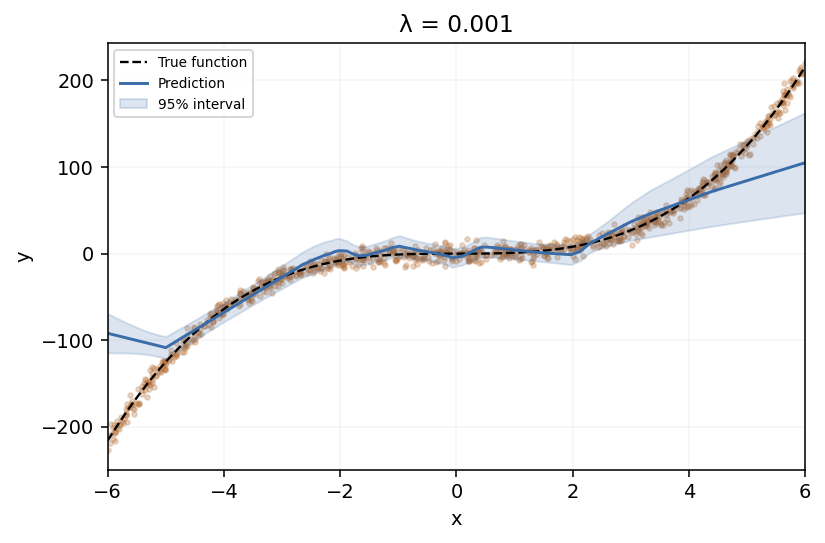 λ = 0.001
True function
Prediction
95% interval
y
200
100
0
−100
−200
−6 −4 −2 0 2 4 6
x